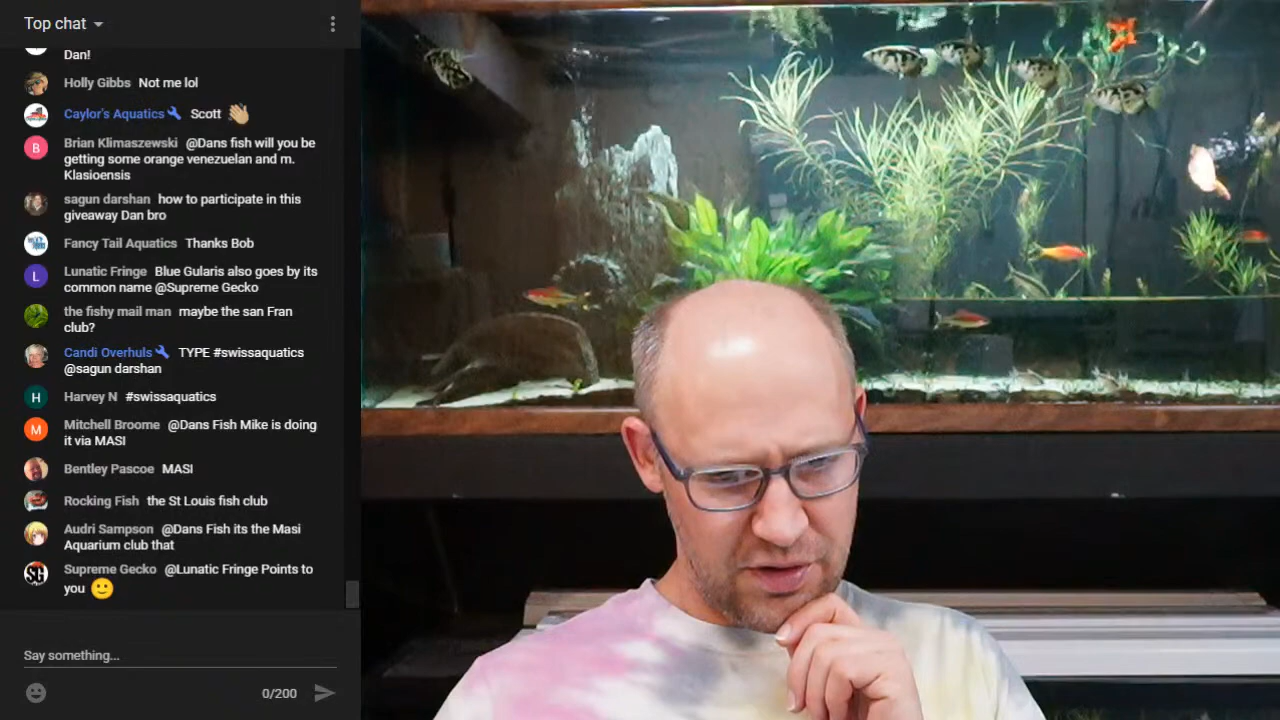 Top chat
Dan!
Holly Gibbs Not me lol
Caylor's Aquatics Scott
Brian Klimaszewski @Dans fish will you be
getting some orange venezuelan and m.
Klasioensis
sagun darshan how to participate in this
giveaway Dan bro
Fancy Tail Aquatics Thanks Bob
Lunatic Fringe Blue Gularis also goes by its
common name @Supreme Gecko
the fishy mail man maybe the san Fran
club?
Candi Overhuls TYPE #swissaquatics
@sagun darshan
Harvey N #swissaquatics
Mitchell Broome @Dans Fish Mike is doing
it via MASI
Bentley Pascoe MASI
Rocking Fish the St Louis fish club
Audri Sampson @Dans Fish its the Masi
Aquarium club that
Supreme Gecko @Lunatic Fringe Points to
you
Say something...
0/200